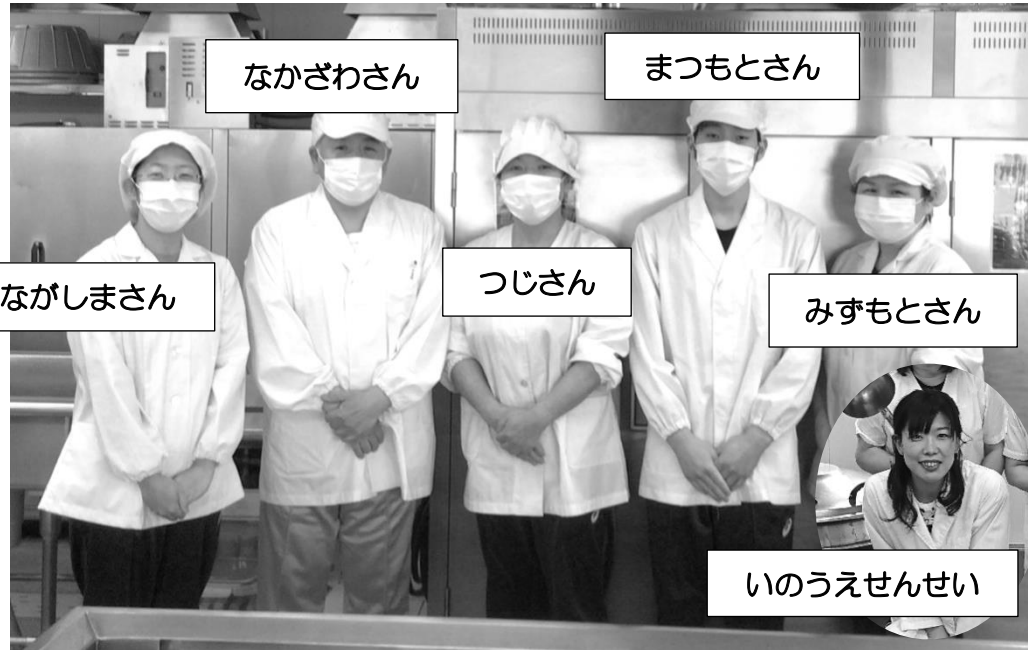 なかざわさん
まつもとさん
ながしまさん
つじさん
みずもとさん
いのうえせんせい